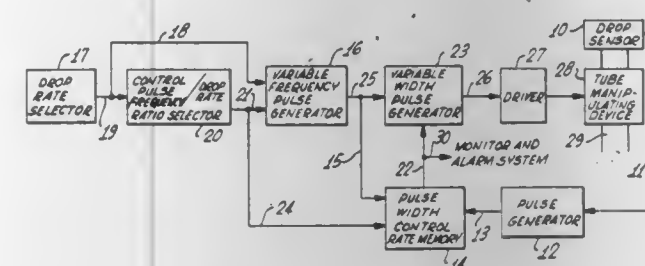 10
DROP
SENSOR
17
18
16
23
27
28
DROP
RATE
SELECTOR
19
CONTROL
PULSE
FREQUENCY / DROP RATE
RATIO SELECTOR
20
21
VARIABLE
FREQUENCY
PULSE
GENERATOR
25
VARIABLE
WIDTH
PULSE
GENERATOR
26
DRIVER
TUBE
MANIP-
ULATING
DEVICE
29
11
15
22
30
MONITOR AND
ALARM SYSTEM
24
PULSE
WIDTH
CONTROL
RATE MEMORY
14
13
PULSE
GENERATOR
12